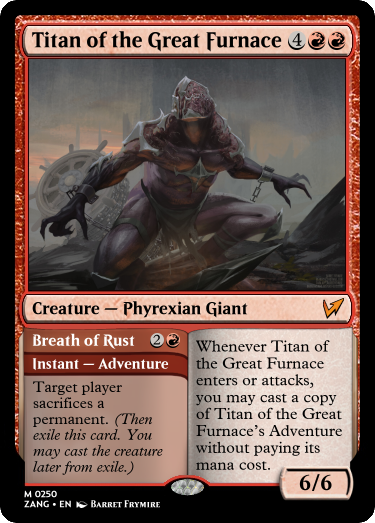 Titan of the Great Furnace 4
Creature — Phyrexian Giant
Breath of Rust 2
Instant — Adventure
Target player
sacrifices a
permanent. (Then
exile this card. You
may cast the creature
later from exile.)
Whenever Titan of
the Great Furnace
enters or attacks,
you may cast a
copy of Titan of the Great
Furnace's Adventure
without paying its
mana cost.
6/6
M 0250
ZANG • EN Barret Frymire